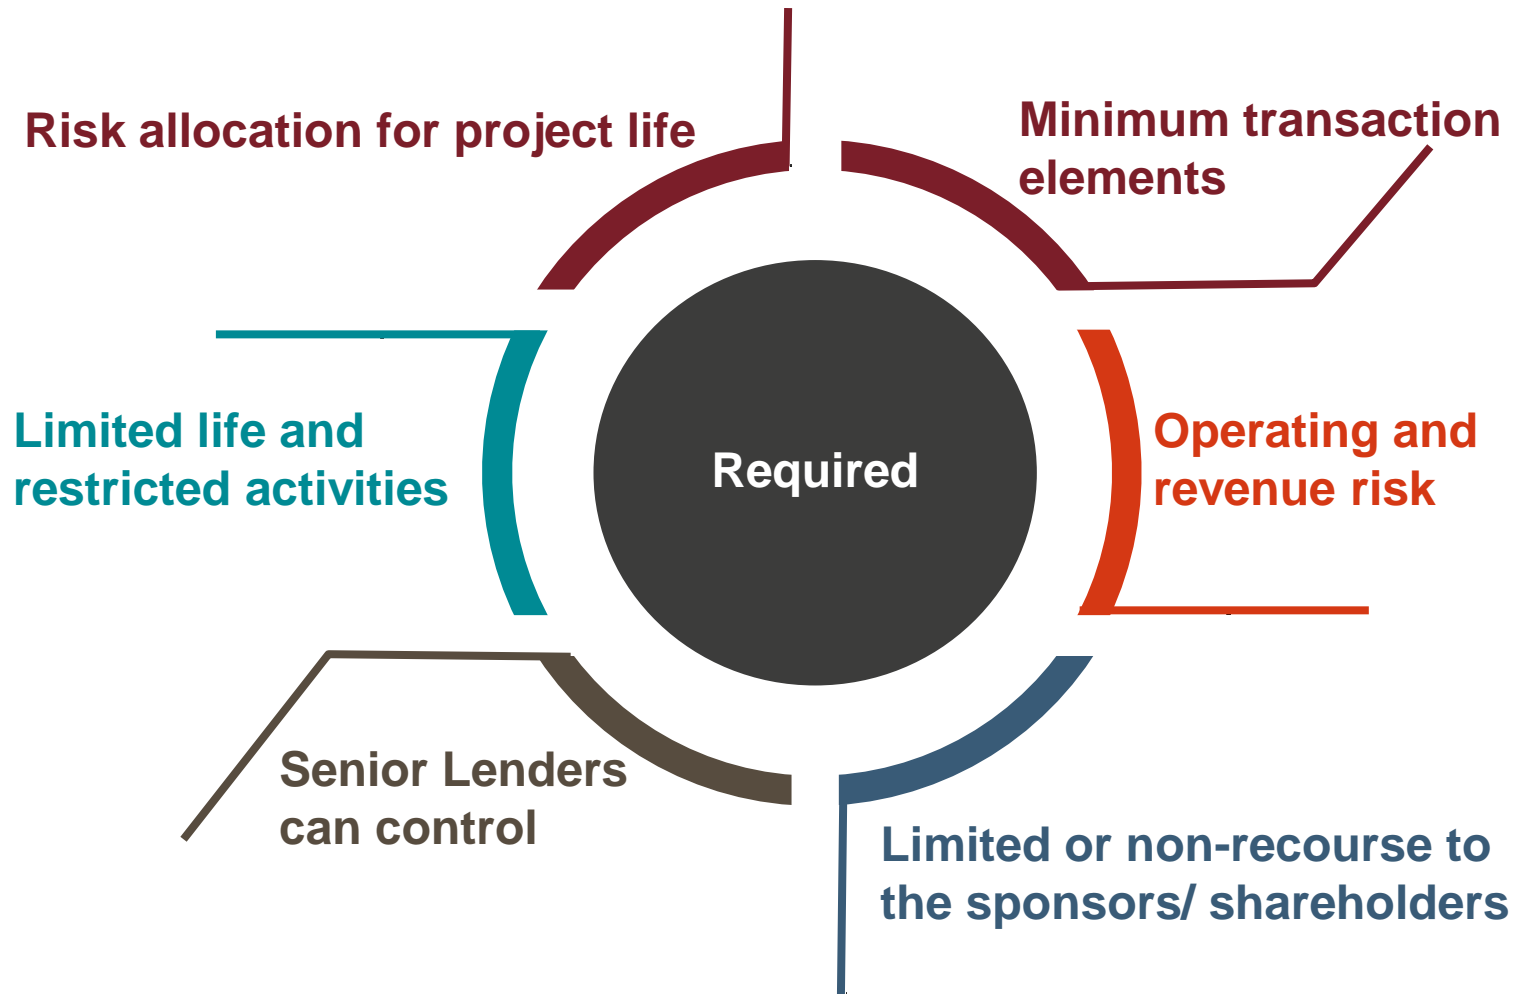 Risk allocation for project life
Minimum transaction
elements
Limited life and
restricted activities
Required
Operating and
revenue risk
Senior Lenders
can control
Limited or non-recourse to
the sponsors/ shareholders